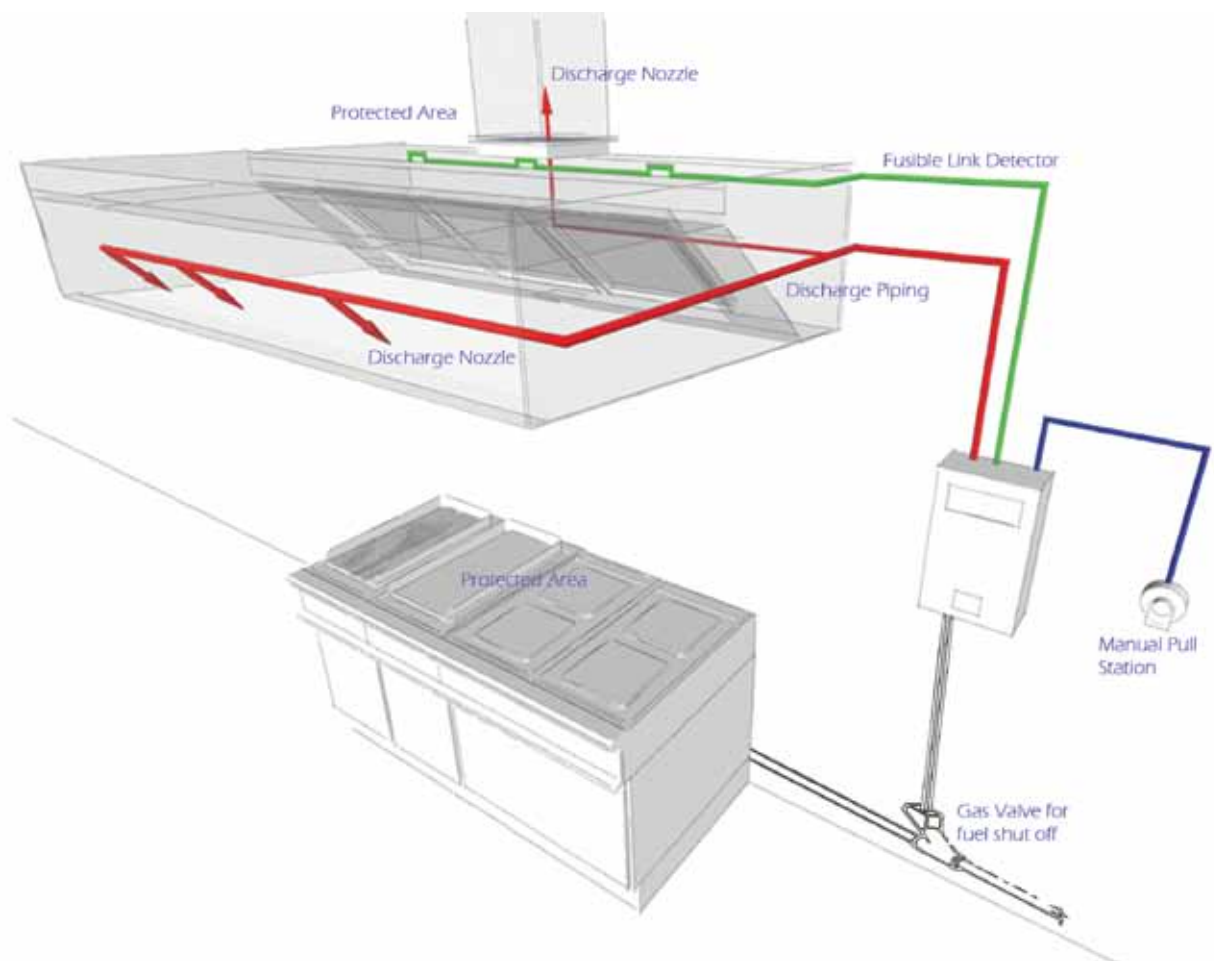 Discharge Nozzle
Protected Area
Fusible Link Detector
Discharge Piping
Discharge Nozzle
Protected Area
Manual Pull
Station
Gas Valve for
fuel shut off